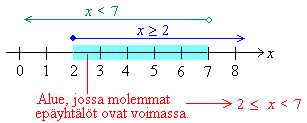 x < 7
x ≥ 2
x
0 1 2 3 4 5 6 7 8
Alue, jossa molemmat
epäyhtälöt ovat voimassa.
2 ≤ x < 7